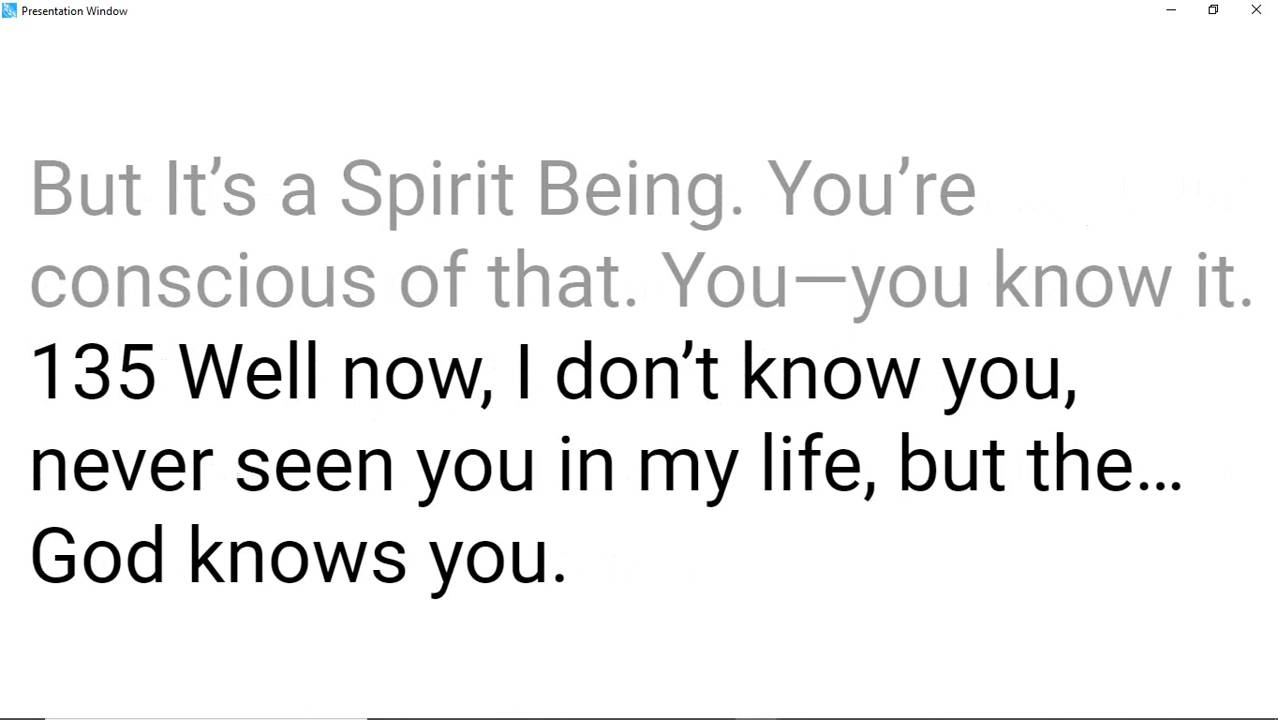 Presentation Window
But It’s a Spirit Being. You’re
conscious of that. You—you know it.
135 Well now, I don’t know you,
never seen you in my life, but the…
God knows you.